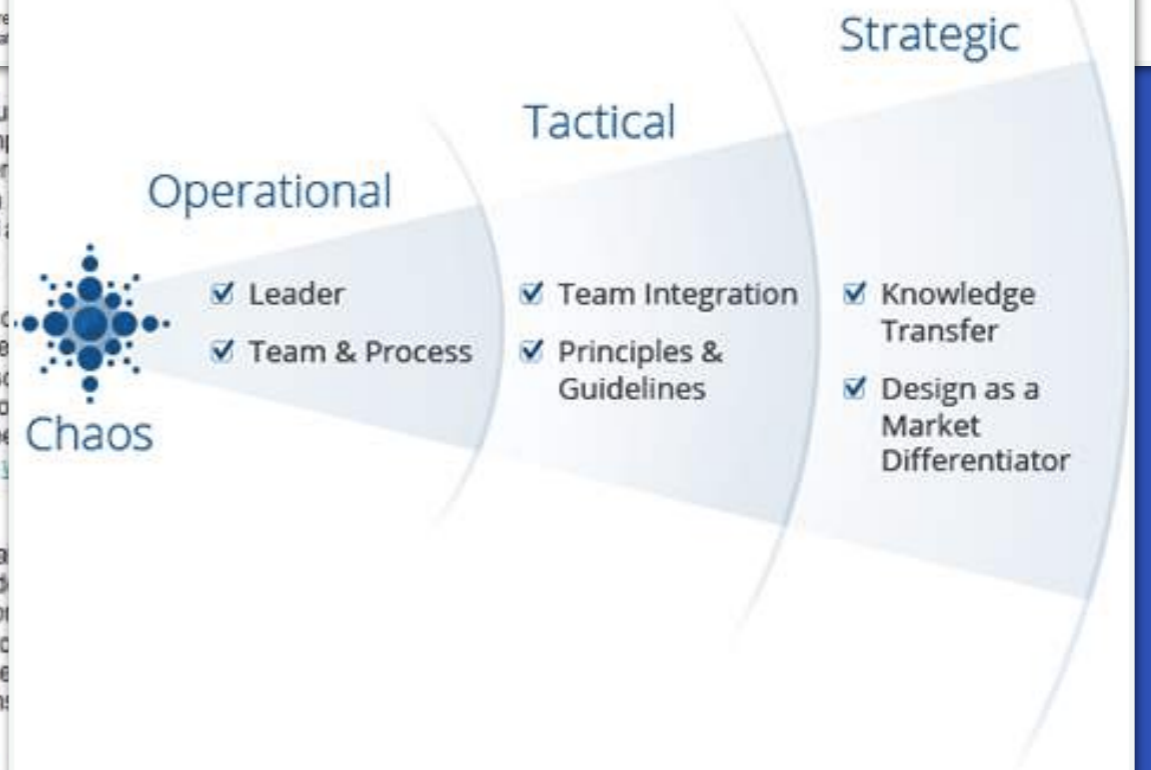 Strategic
Tactical
Operational
Chaos
Leader
Team & Process
Team Integration
Principles &
Guidelines
Knowledge
Transfer
Design as a
Market
Differentiator